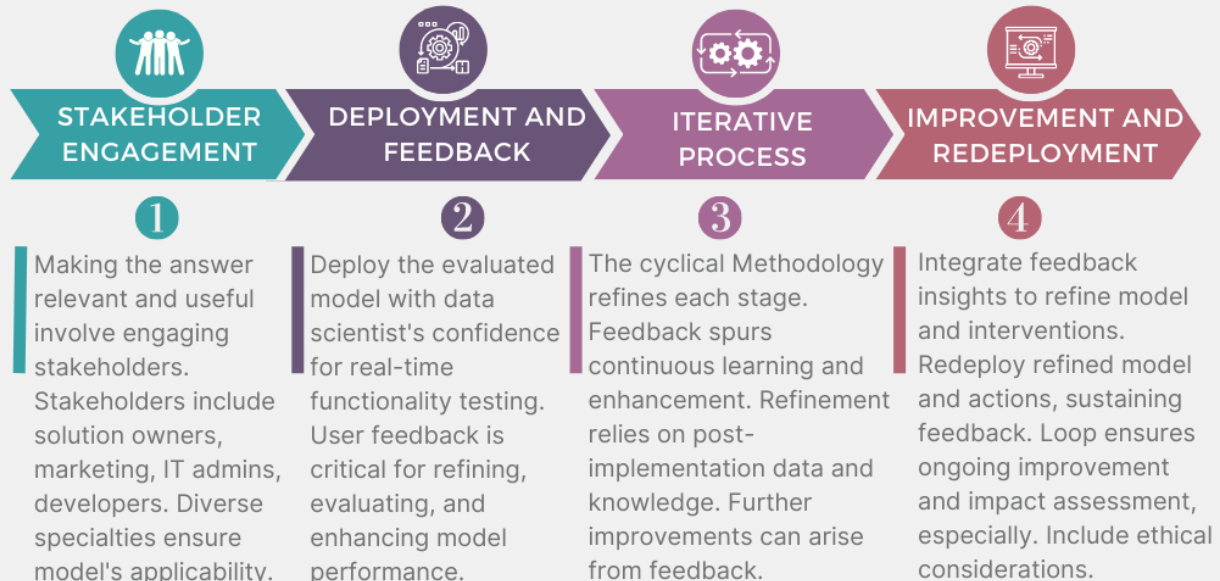 STAKEHOLDER
ENGAGEMENT
DEPLOYMENT AND
FEEDBACK
ITERATIVE
PROCESS
IMPROVEMENT AND
REDEPLOYMENT
1
Making the answer
relevant and useful
involve engaging
stakeholders.
Stakeholders include
solution owners,
marketing, IT admins,
developers. Diverse
specialties ensure
model's applicability.
2
Deploy the evaluated
model with data
scientist's confidence
for real-time
functionality testing.
User feedback is
critical for refining,
evaluating, and
enhancing model
performance.
3
The cyclical Methodology
refines each stage.
Feedback spurs
continuous learning and
enhancement. Refinement
relies on post-
implementation data and
knowledge. Further
improvements can arise
from feedback.
4
Integrate feedback
insights to refine model
and interventions.
Redeploy refined model
and actions, sustaining
feedback. Loop ensures
ongoing improvement
and impact assessment,
especially. Include ethical
considerations.